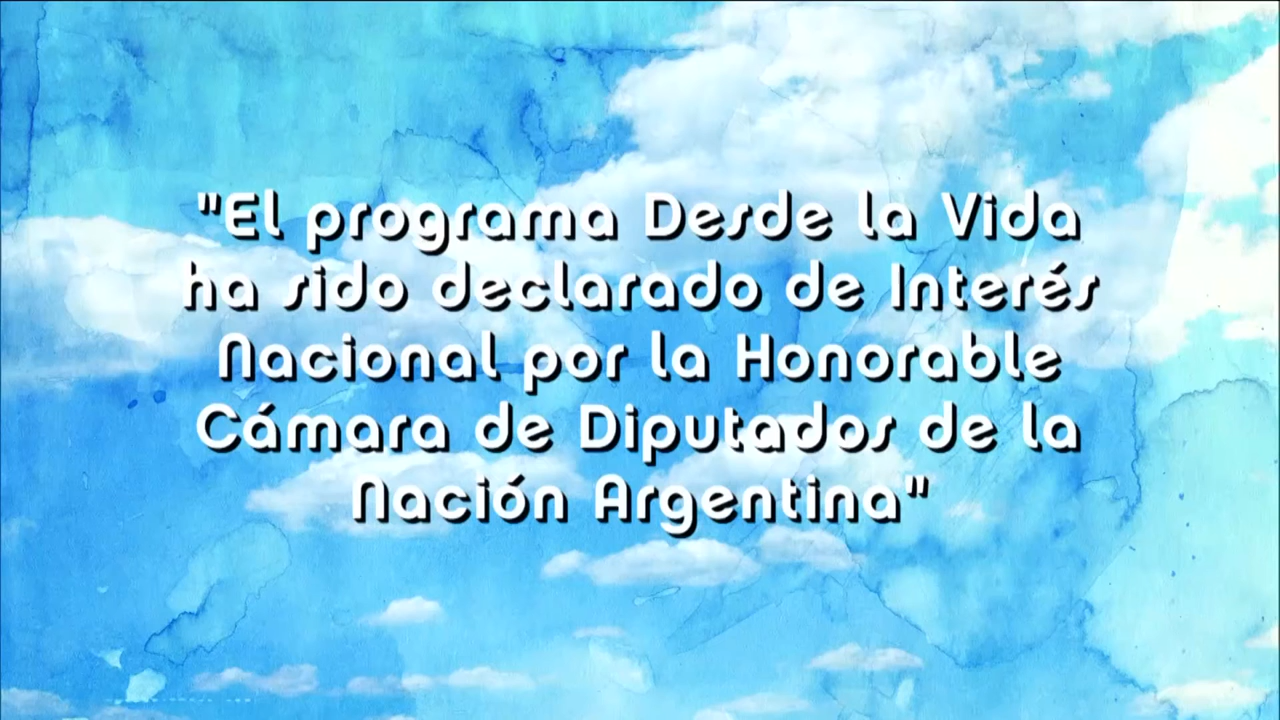 "El programa Desde la Vida
ha sido declarado de Interés
Nacional por la Honorable
Cámara de Diputados de la
Nación Argentina"